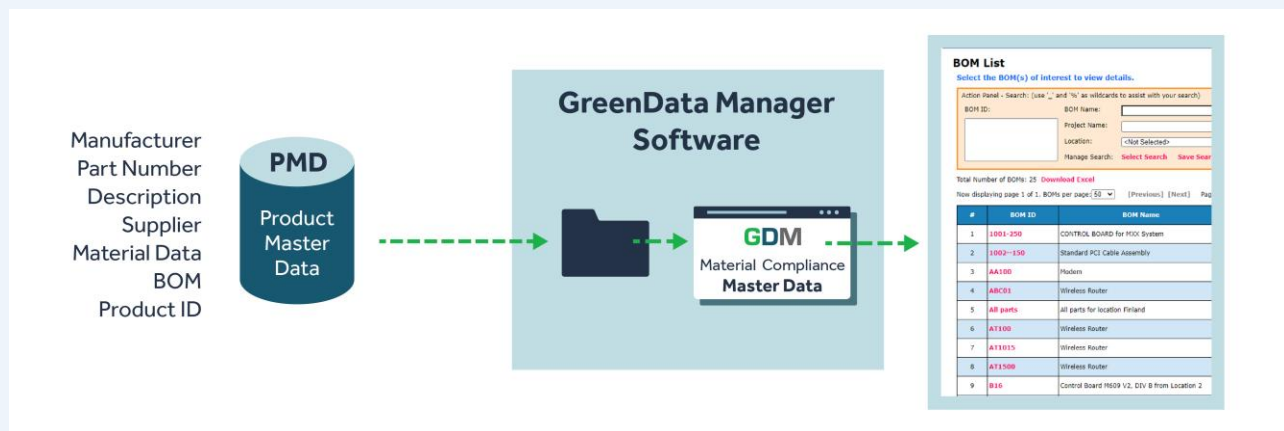 Manufacturer
Part Number
Description
Supplier
Material Data
BOM
Product ID
PMD
Product
Master
Data
GreenData Manager
Software
GDM
Material Compliance
Master Data
BOM List
Select the BOM(s) of interest to view details.
Action Panel - Search: (use '_' and '%' as wildcards to assist with your search)
BOM ID:
BOM Name:
Project Name:
Location: <Not Selected>
Manage Search: Select Search Save Sear
Total Number of BOMs: 25 Download Excel
Now displaying page 1 of 1. BOMs per page: 50 [Previous] [Next] Pag
# BOM ID BOM Name
1 1001-250 CONTROL BOARD for MXX System
2 1002--150 Standard PCI Cable Assembly
3 AA100 Modem
4 ABC01 Wireless Router
5 All parts All parts for location Finland
6 AT100 Wireless Router
7 AT1015 Wireless Router
8 AT1500 Wireless Router
9 B16 Control Board M609 V2, DIV B from Location 2